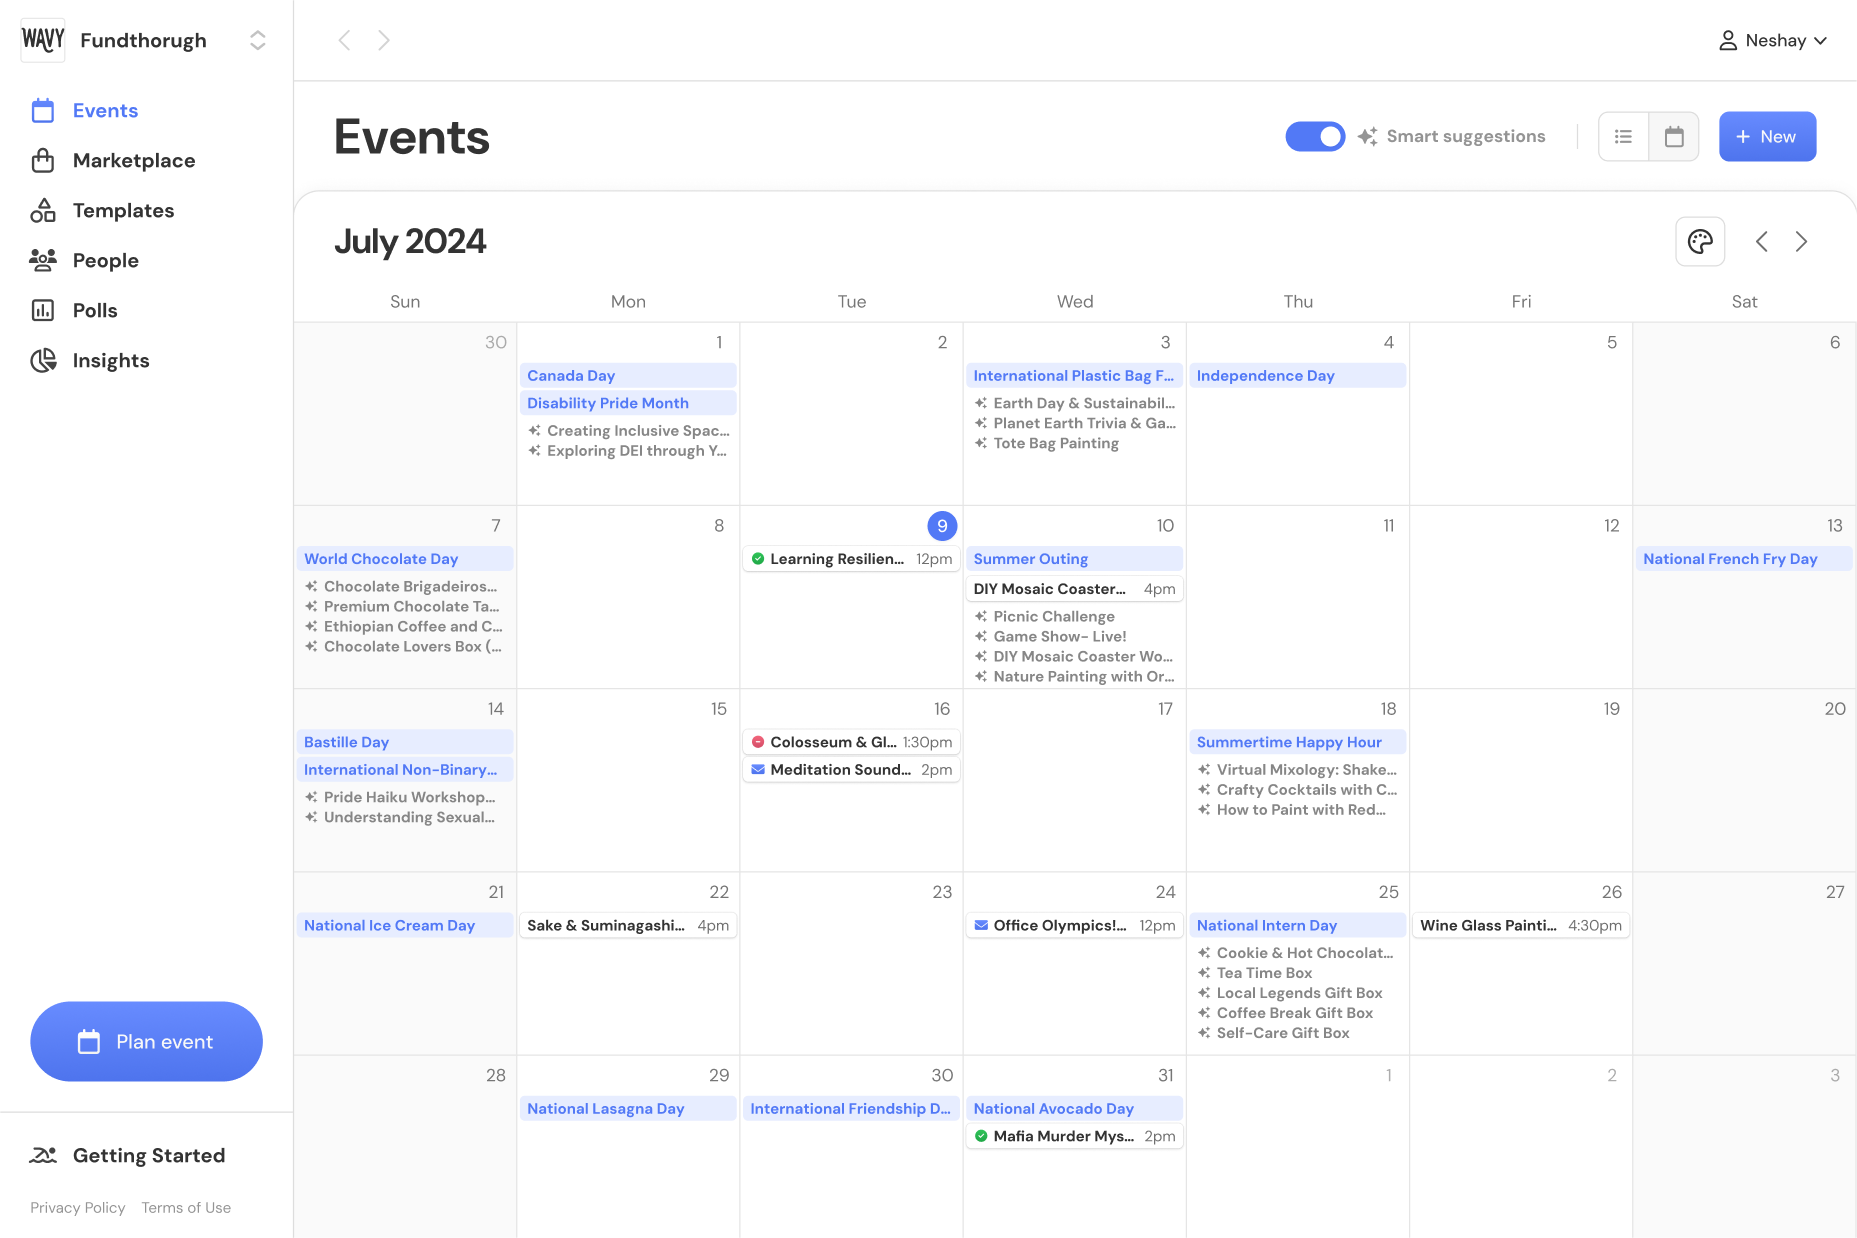 WAVY
Fundthorugh
Neshay
Events
Marketplace
Templates
People
Polls
Insights
Plan event
Getting Started
Privacy Policy Terms of Use
Events
Smart suggestions
+ New
July 2024
Sun Mon Tue Wed Thu Fri Sat
30
1
Canada Day
Disability Pride Month
Creating Inclusive Spac...
Exploring DEI through Y...
2
3
International Plastic Bag F...
Earth Day & Sustainabil...
Planet Earth Trivia & Ga...
Tote Bag Painting
4
Independence Day
5
6
7
World Chocolate Day
Chocolate Brigadeiros...
Premium Chocolate Ta...
Ethiopian Coffee and C...
Chocolate Lovers Box (...
8
9
Learning Resilien... 12pm
10
Summer Outing
DIY Mosaic Coaster... 4pm
Picnic Challenge
Game Show- Live!
DIY Mosaic Coaster Wo...
Nature Painting with Or...
11
12
13
National French Fry Day
14
Bastille Day
International Non-Binary...
Pride Haiku Workshop...
Understanding Sexual...
15
16
Colosseum & Gl... 1:30pm
Meditation Sound... 2pm
17
18
Summertime Happy Hour
Virtual Mixology: Shake...
Crafty Cocktails with C...
How to Paint with Red...
19
20
21
National Ice Cream Day
22
Sake & Suminagashi... 4pm
23
24
Office Olympics!... 12pm
25
National Intern Day
Cookie & Hot Chocolat...
Tea Time Box
Local Legends Gift Box
Coffee Break Gift Box
Self-Care Gift Box
26
Wine Glass Painti... 4:30pm
27
28
29
National Lasagna Day
30
International Friendship D...
31
National Avocado Day
Mafia Murder Mys... 2pm
1
2
3